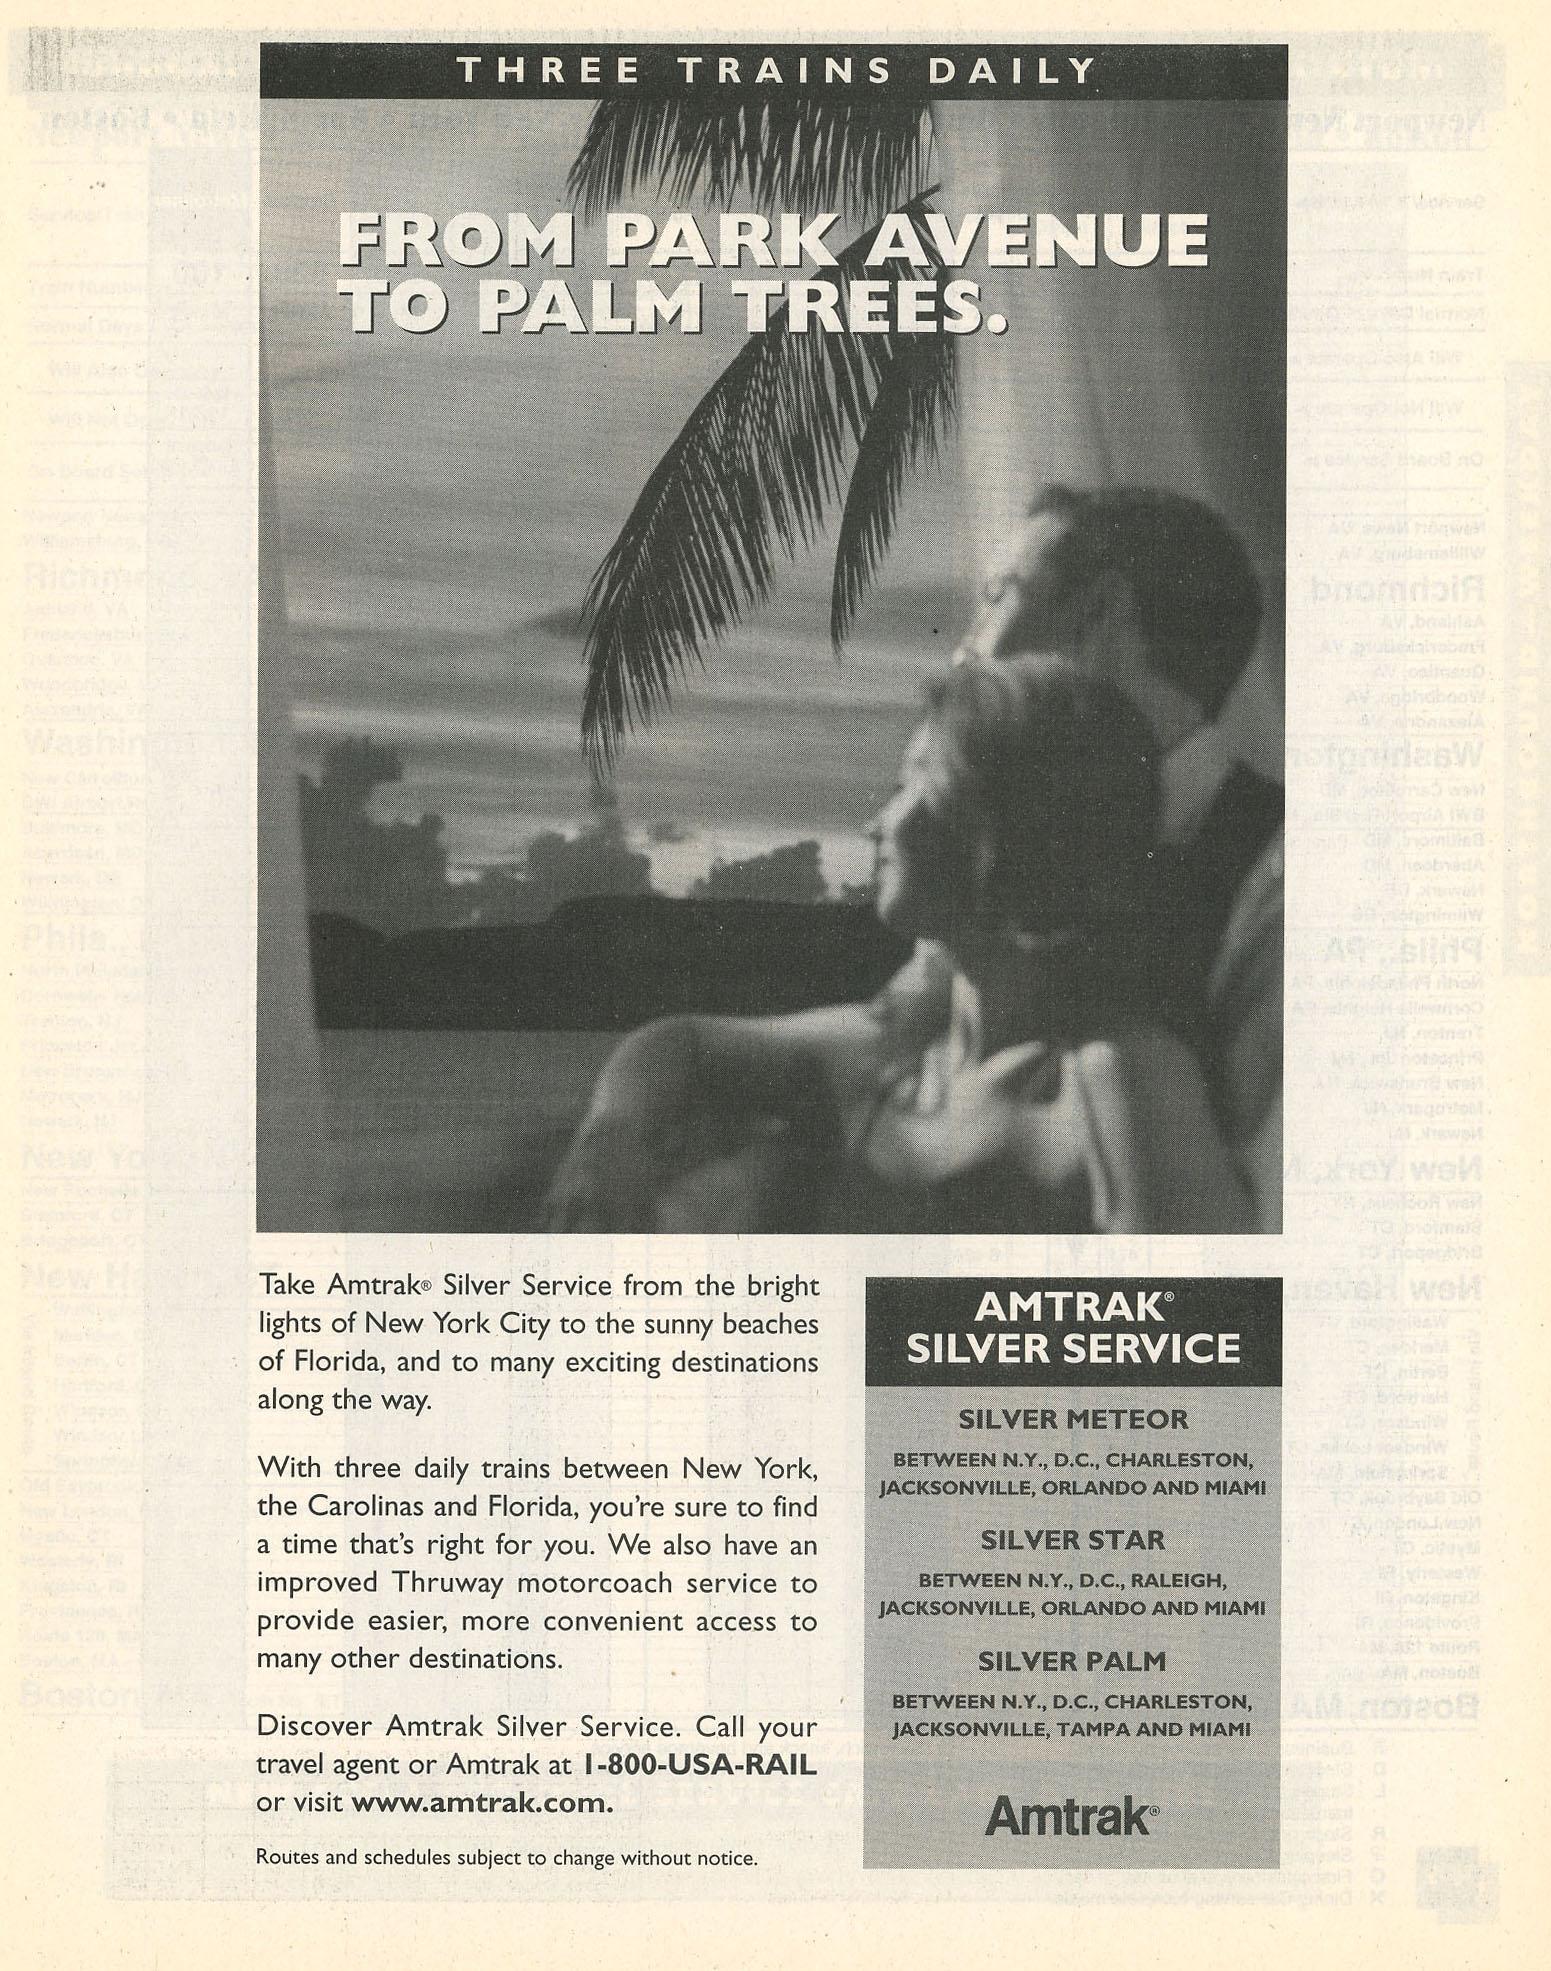 THREE TRAINS DAILY
FROM PARK AVENUE
TO PALM TREES.
Take Amtrak® Silver Service from the bright
lights of New York City to the sunny beaches
of Florida, and to many exciting destinations
along the way.
With three daily trains between New York,
the Carolinas and Florida, you're sure to find
a time that's right for you. We also have an
improved Thruway motorcoach service to
provide easier, more convenient access to
many other destinations.
Discover Amtrak Silver Service. Call your
travel agent or Amtrak at 1-800-USA-RAIL
or visit www.amtrak.com.
Routes and schedules subject to change without notice.
AMTRAK®
SILVER SERVICE
SILVER METEOR
BETWEEN N.Y., D.C., CHARLESTON,
JACKSONVILLE, ORLANDO AND MIAMI
SILVER STAR
BETWEEN N.Y., D.C., RALEIGH,
JACKSONVILLE, ORLANDO AND MIAMI
SILVER PALM
BETWEEN N.Y., D.C., CHARLESTON,
JACKSONVILLE, TAMPA AND MIAMI
Amtrak®